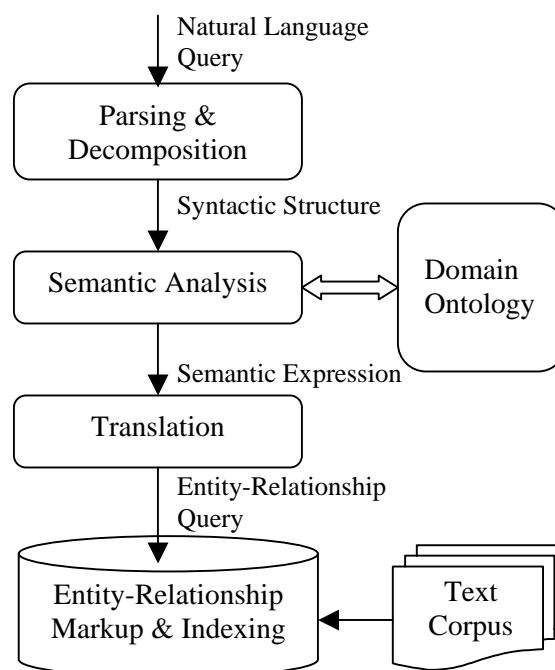 Natural Language
Query
Parsing &
Decomposition
Syntactic Structure
Semantic Analysis
Domain
Ontology
Semantic Expression
Translation
Entity-Relationship
Query
Entity-Relationship
Markup & Indexing
Text
Corpus